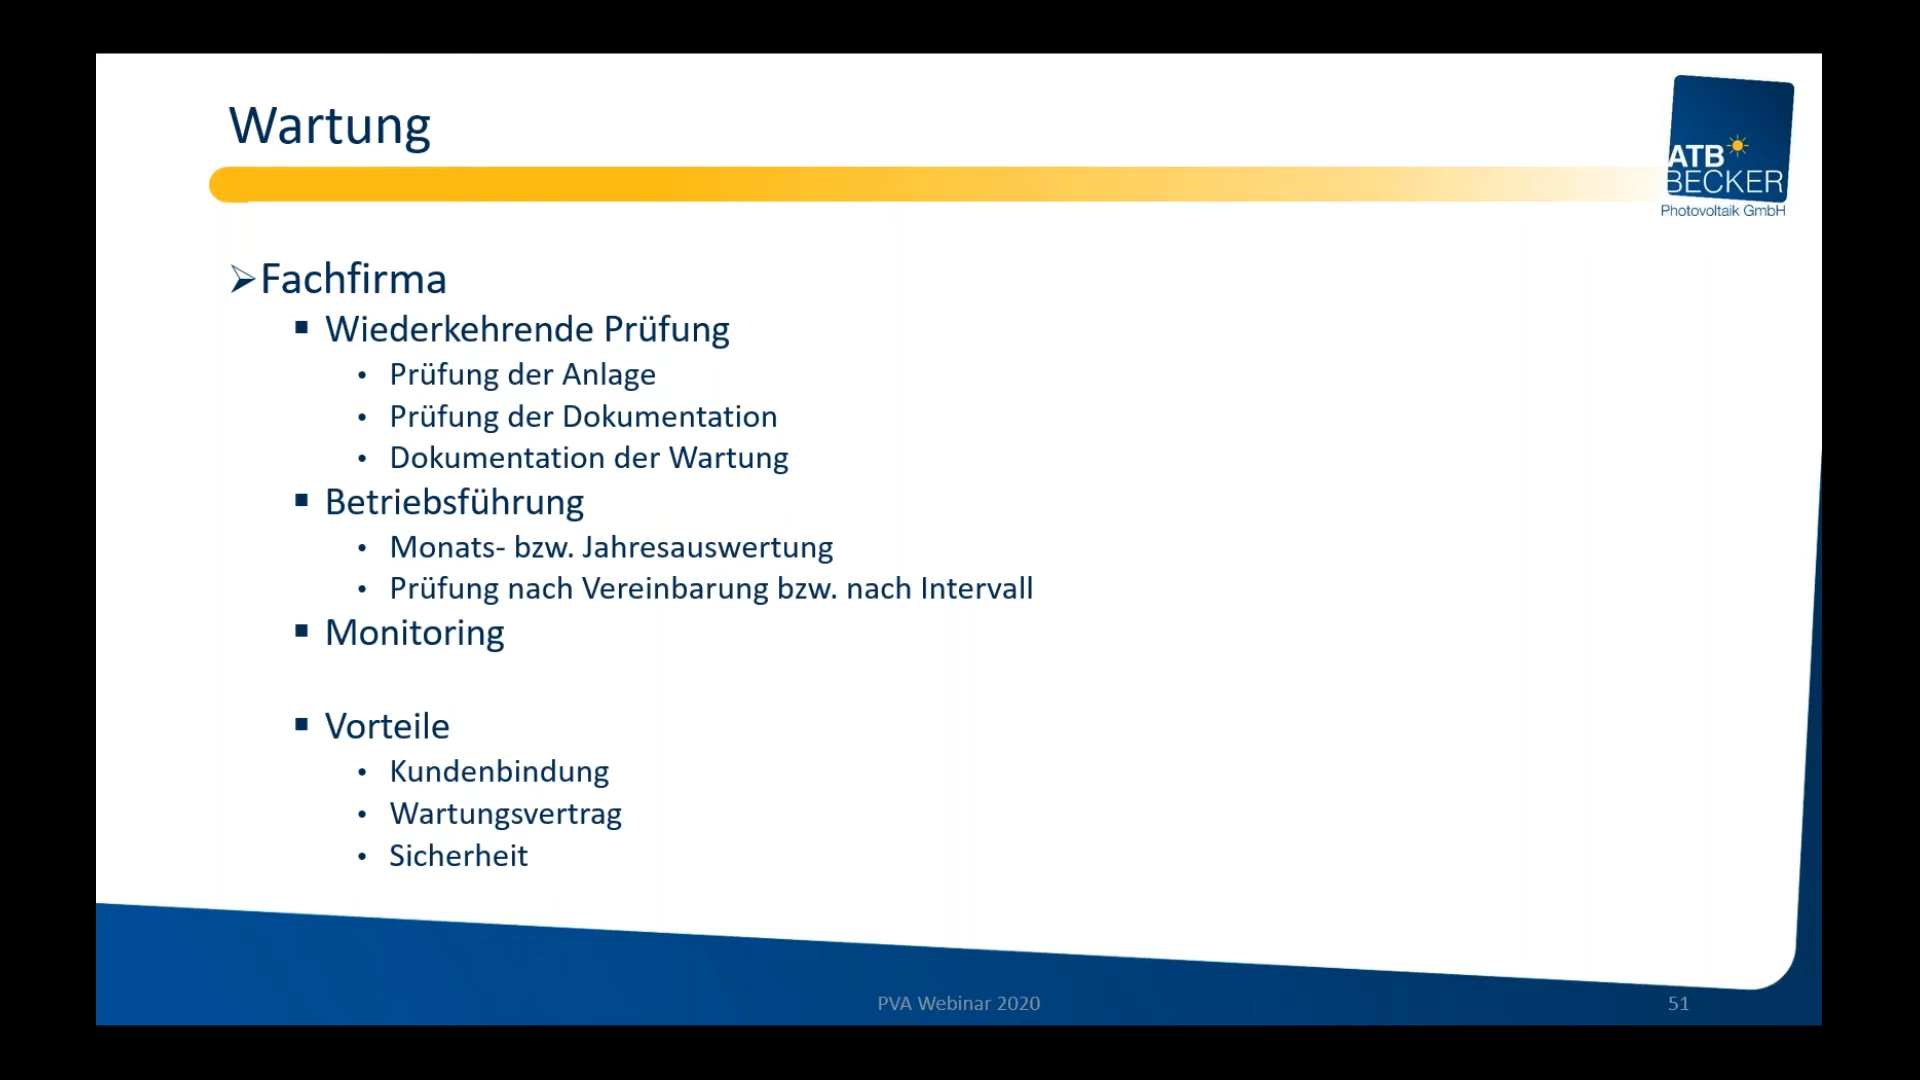 Wartung
ATB
BECKER
Photovoltaik GmbH
➢Fachfirma
▪ Wiederkehrende Prüfung
• Prüfung der Anlage
• Prüfung der Dokumentation
• Dokumentation der Wartung
▪ Betriebsführung
• Monats- bzw. Jahresauswertung
• Prüfung nach Vereinbarung bzw. nach Intervall
▪ Monitoring
▪ Vorteile
• Kundenbindung
• Wartungsvertrag
• Sicherheit
PVA Webinar 2020
51